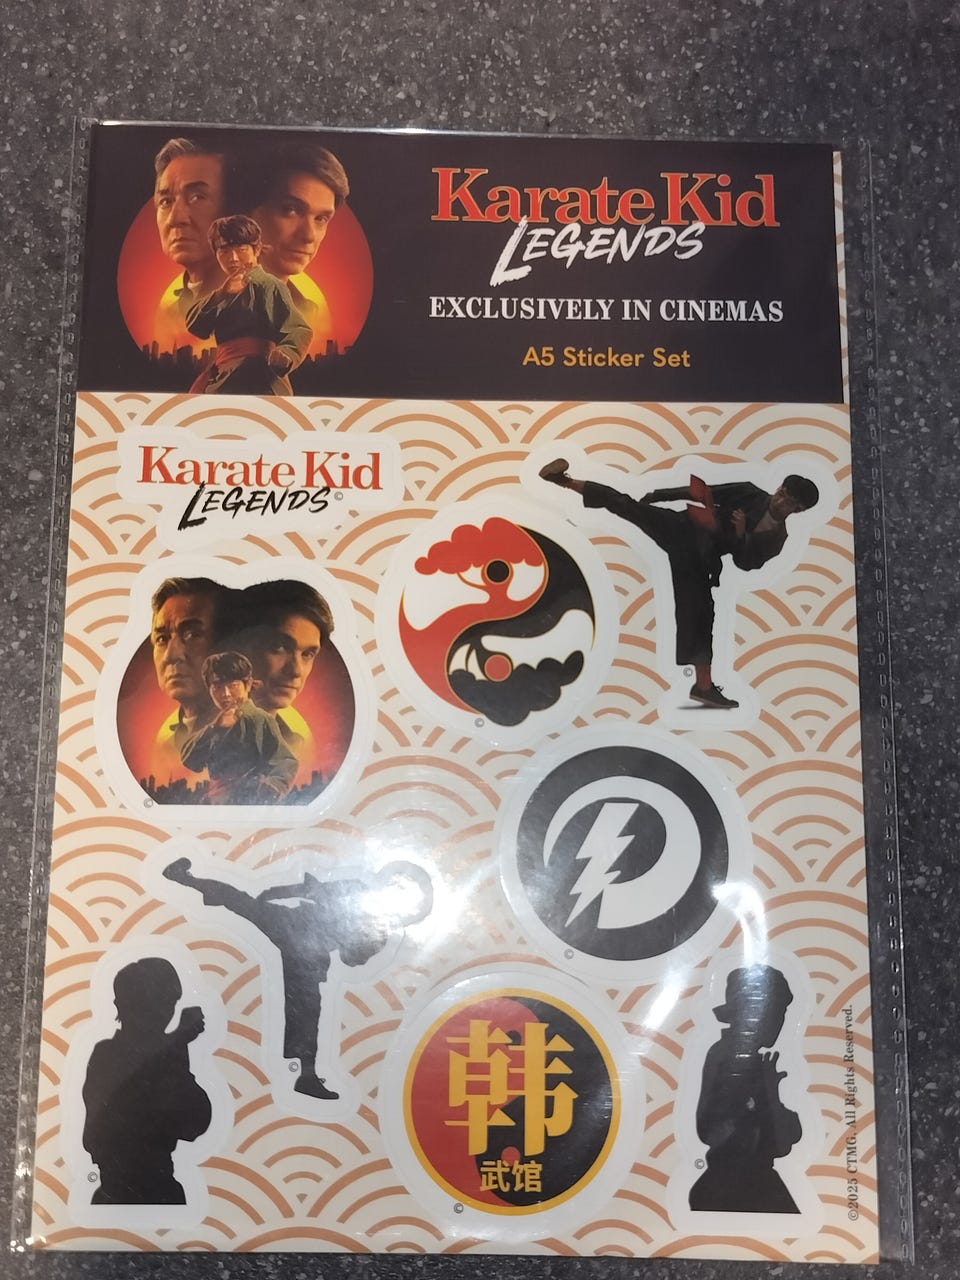 Karate Kid
LEGENDS
EXCLUSIVELY IN CINEMAS
A5 Sticker Set
Karate Kid
LEGENDS
©
©
©
©
©
©
韩
武馆
©
©
©
©2025 CTMG. All Rights Reserved.